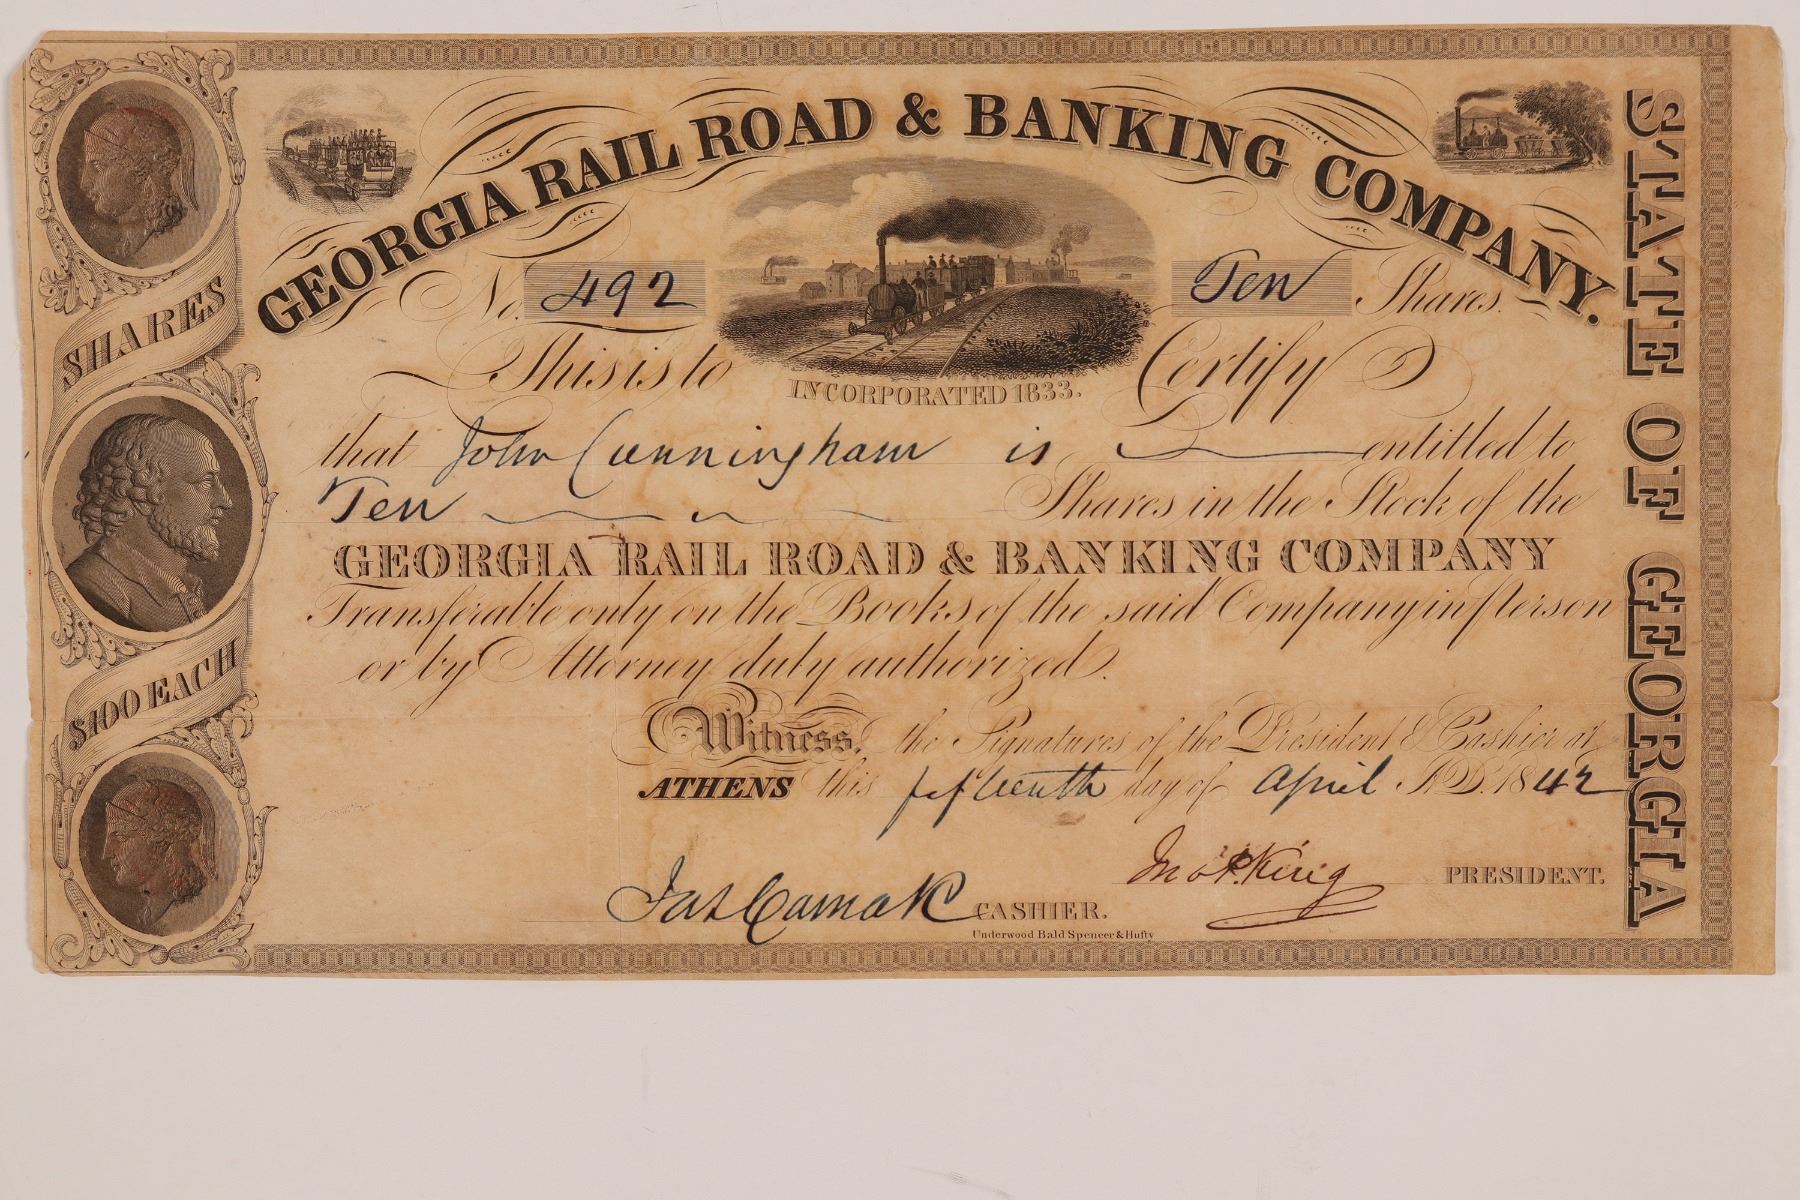 GEORGIA RAIL ROAD & BANKING COMPANY.
No. 492
Ten Shares.
INCORPORATED 1833.
This is to Certify
that John Cunningham is entitled to
Ten Shares in the Stock of the
GEORGIA RAIL ROAD & BANKING COMPANY
Transferable only on the Books of the said Company in person
or by Attorney duly authorized.
Witness, the Signatures of the President & Cashier at
ATHENS this fifteenth day of april A.D. 1842
Jno P. King PRESIDENT.
Jas Camak CASHIER.
Underwood Bald Spencer & Hufty
SHARES
$100 EACH
STATE OF GEORGIA